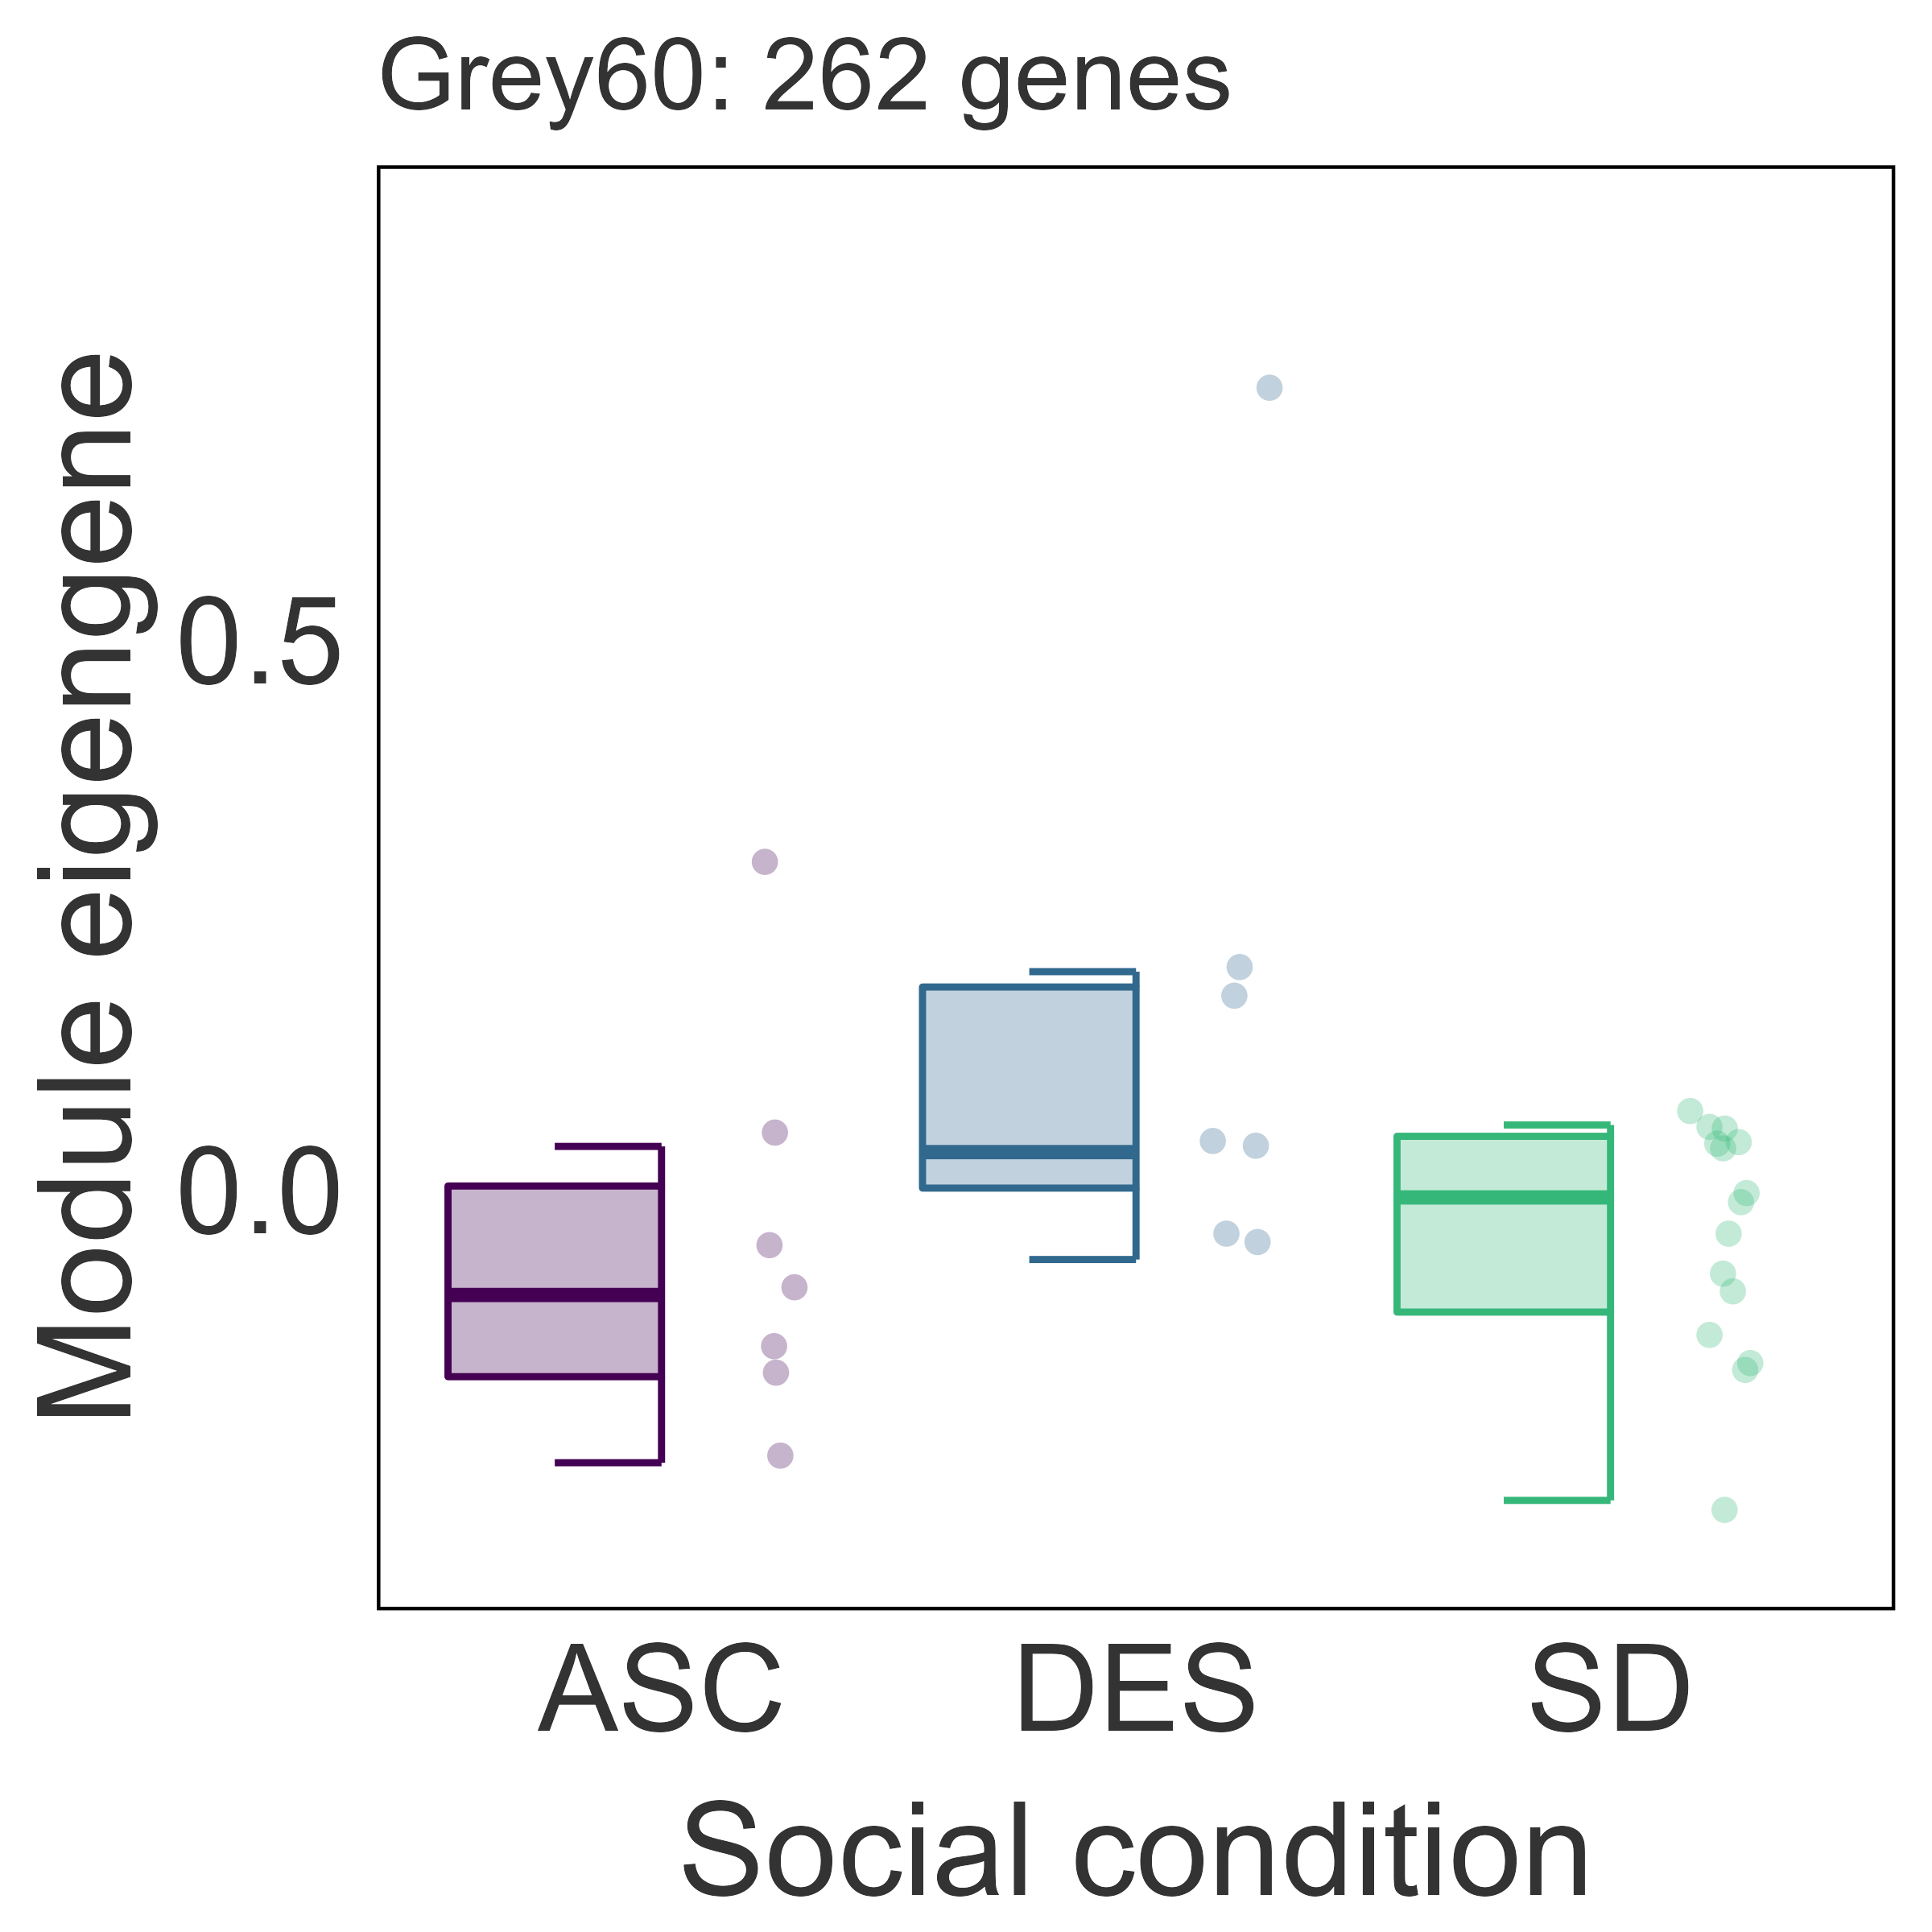 Grey60: 262 genes
Module eigengene
0.5
0.0
ASC DES SD
Social condition